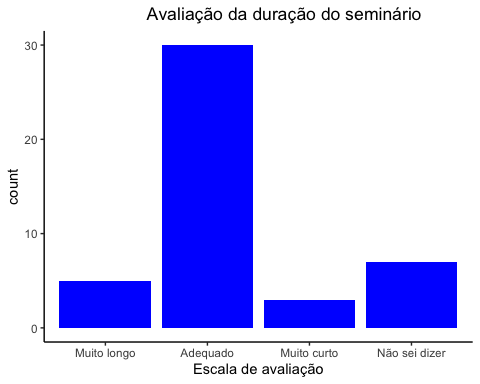 Avaliação da duração do seminário
count
30
20
10
0
Muito longo
Adequado
Muito curto
Não sei dizer
Escala de avaliação